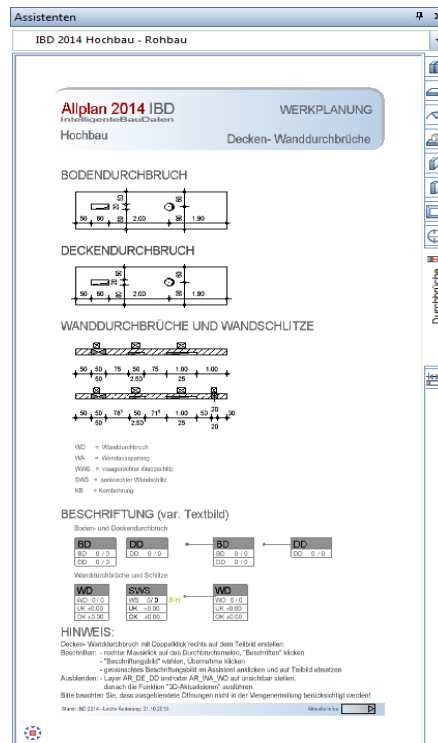 Assistenten
IBD 2014 Hochbau - Rohbau
Allplan 2014 IBD
IntelligenteBauDaten
Hochbau
WERKPLANUNG
Decken- Wanddurchbrüche
BODENDURCHBRUCH
50 60 2.00 1.90
DECKENDURCHBRUCH
50 60 2.00 1.90
WANDDURCHBRÜCHE UND WANDSCHLITZE
50 50 75 50 75 1.00 1.00
60 2.50 25
50 50 78⁵ 50 71⁵ 1.00 50 20 30
60 2.50 25 20
WD = Wanddurchbruch
WA = Wandaussparung
WWS = waagerechter Wandschlitz
SWS = senkrechter Wandschlitz
KB = Kernbohrung
BESCHRIFTUNG (var. Textbild)
Boden- und Deckendurchbruch
BD DD BD DD
BD 0 / 0 DD 0 / 0 BD 0 / 0 DD 0 / 0
DD 0 / 0 DD 0 / 0
Wanddurchbrüche und Schlitze
WD SWS WD
WD 0/ 0 WS 0/ 0 B/H WD 0 / 0
UK ±0.00 UK ±0.00 UK ±0.00
OK ±0.00 OK ±0.00 OK ±0.00
HINWEIS:
Decken- Wanddurchbruch mit Doppelklick rechts auf dem Teilbild erstellen.
Beschriften: - rechter Mausklick auf das Durchbruchsmakro, "Beschriften" klicken
- "Beschriftungsbild" wählen, Übernahme klicken
- gewünschtes Beschriftungsbild im Assistent anklicken und auf Teilbild absetzen
Ausblenden: - Layer AR_DE_DD und/oder AR_WA_WD auf unsichtbar stellen,
danach die Funktion "3D-Aktualisieren" ausführen.
Bitte beachten Sie, dass ausgeblendete Öffnungen nicht in der Mengenermittlung berücksichtigt werden!
Stand: IBD 2014 - Letzte Änderung: 31.10.2013
Aktuelle Infos:
Durchbrüche